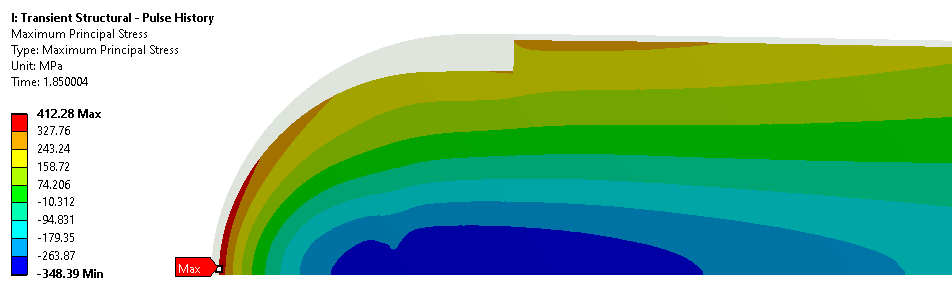 I: Transient Structural - Pulse History
Maximum Principal Stress
Type: Maximum Principal Stress
Unit: MPa
Time: 1.850004
412.28 Max
327.76
243.24
158.72
74.206
-10.312
-94.831
-179.35
-263.87
-348.39 Min
Max